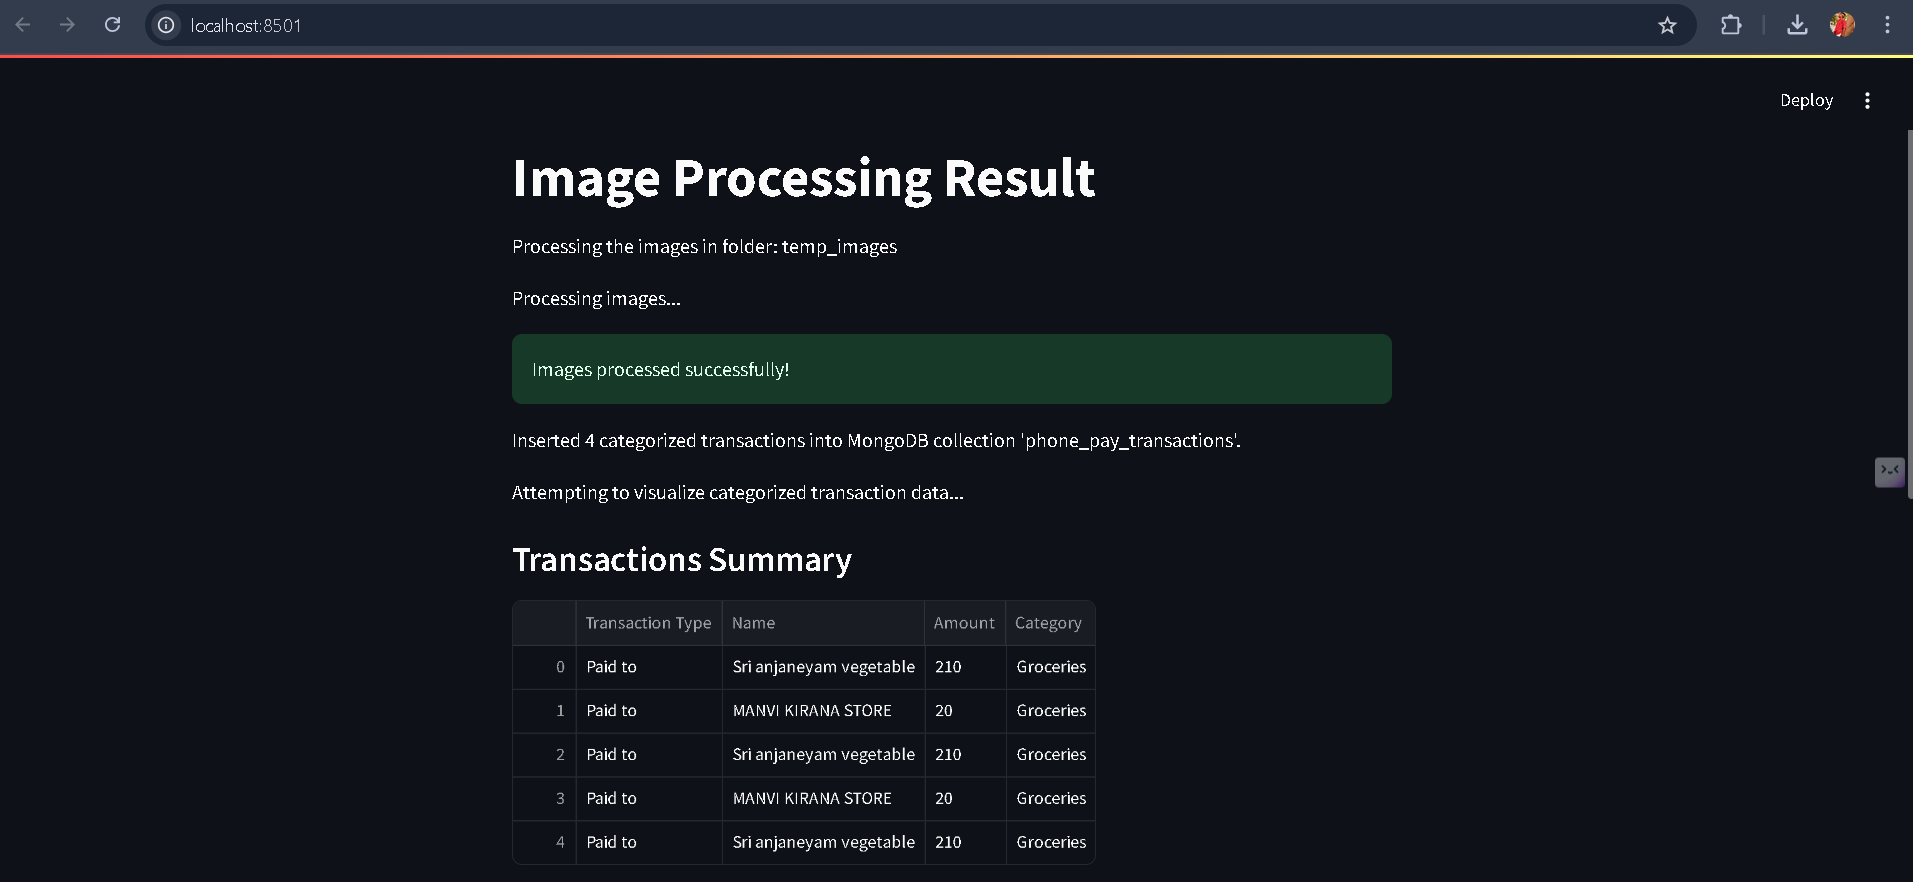 localhost:8501
Deploy
Image Processing Result
Processing the images in folder: temp_images
Processing images...
Images processed successfully!
Inserted 4 categorized transactions into MongoDB collection 'phone_pay_transactions'.
Attempting to visualize categorized transaction data...
Transactions Summary
Transaction Type Name Amount Category
0 Paid to Sri anjaneyam vegetable 210 Groceries
1 Paid to MANVI KIRANA STORE 20 Groceries
2 Paid to Sri anjaneyam vegetable 210 Groceries
3 Paid to MANVI KIRANA STORE 20 Groceries
4 Paid to Sri anjaneyam vegetable 210 Groceries